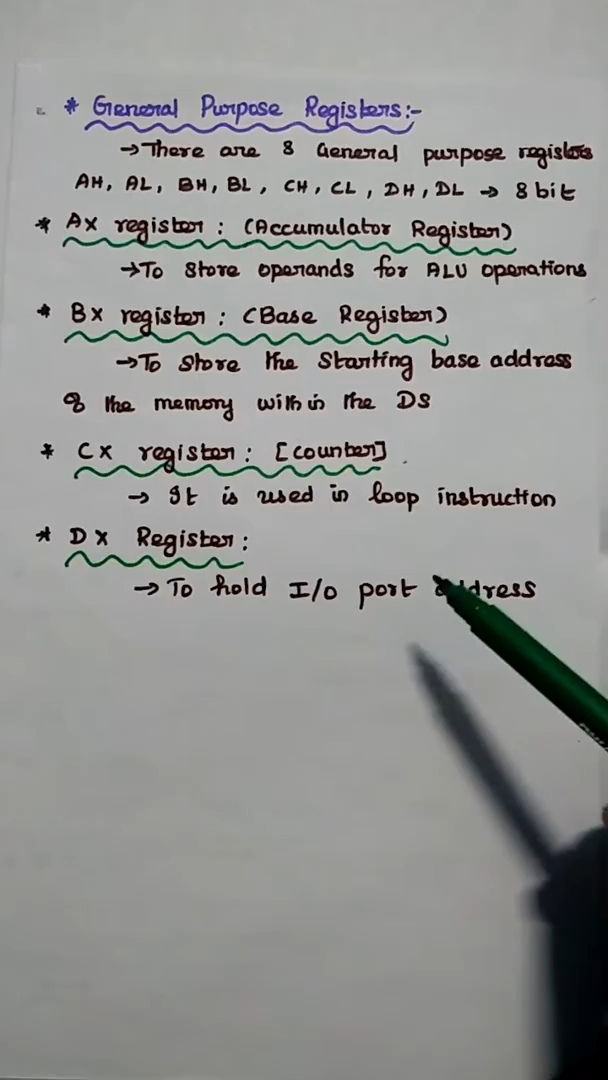 * General Purpose Registers:-
→There are 8 General purpose registers
AH, AL, BH, BL, CH, CL, DH, DL → 8 bit
* AX register: (Accumulator Register)
→To store operands for ALU operations
* BX register: (Base Register)
→To store the starting base address
of the memory within the DS
* CX register: [counter]
→ It is used in loop instruction
* DX Register:
→ To hold I/O port address